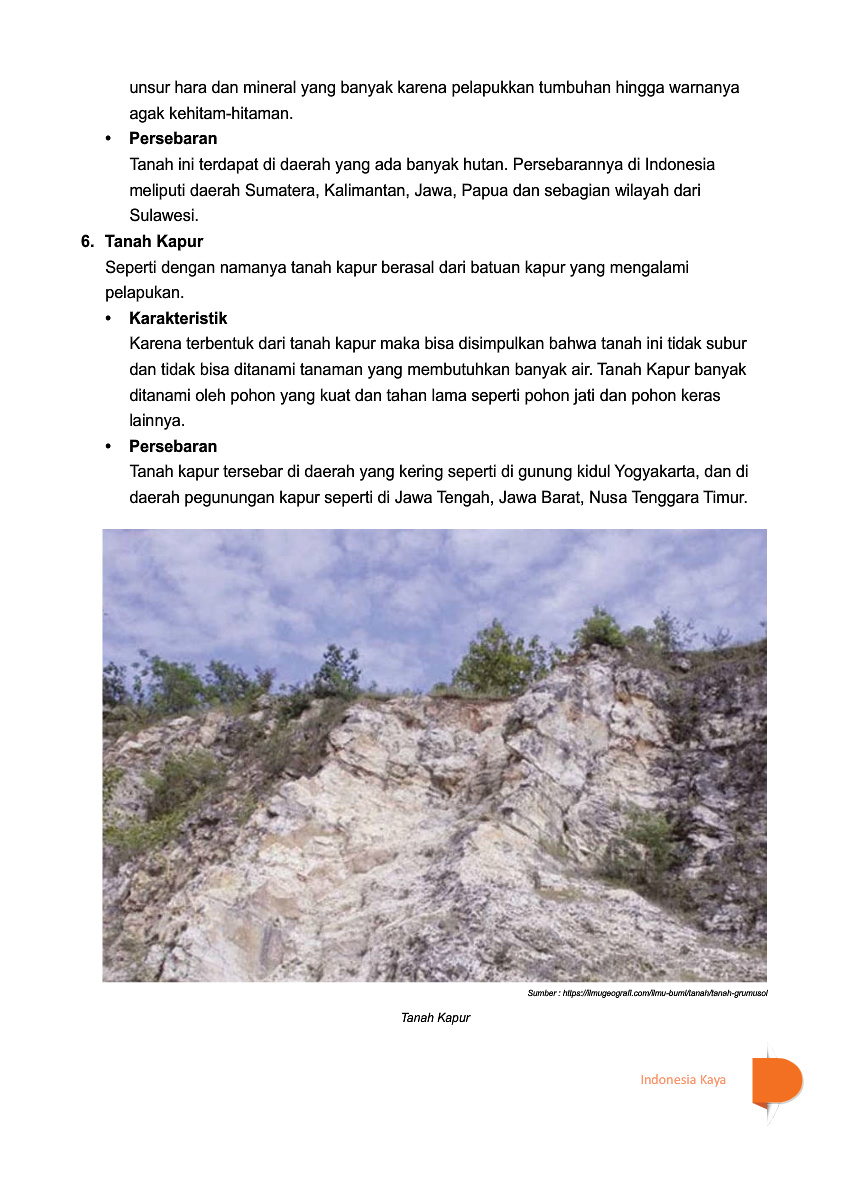 unsur hara dan mineral yang banyak karena pelapukkan tumbuhan hingga warnanya
agak kehitam-hitaman.
• Persebaran
Tanah ini terdapat di daerah yang ada banyak hutan. Persebarannya di Indonesia
meliputi daerah Sumatera, Kalimantan, Jawa, Papua dan sebagian wilayah dari
Sulawesi.
6. Tanah Kapur
Seperti dengan namanya tanah kapur berasal dari batuan kapur yang mengalami
pelapukan.
• Karakteristik
Karena terbentuk dari tanah kapur maka bisa disimpulkan bahwa tanah ini tidak subur
dan tidak bisa ditanami tanaman yang membutuhkan banyak air. Tanah Kapur banyak
ditanami oleh pohon yang kuat dan tahan lama seperti pohon jati dan pohon keras
lainnya.
• Persebaran
Tanah kapur tersebar di daerah yang kering seperti di gunung kidul Yogyakarta, dan di
daerah pegunungan kapur seperti di Jawa Tengah, Jawa Barat, Nusa Tenggara Timur.
Sumber : https://ilmugeografi.com/ilmu-bumi/tanah/tanah-grumusol
Tanah Kapur
Indonesia Kaya